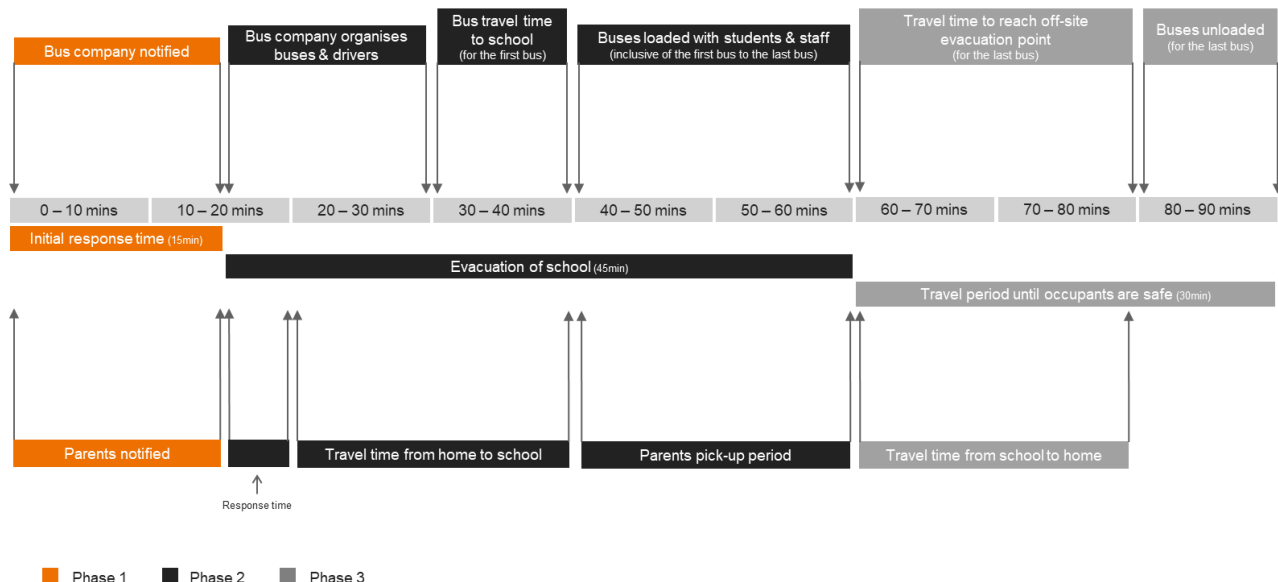 Bus company notified
Bus company organises
buses & drivers
Bus travel time
to school
(for the first bus)
Buses loaded with students & staff
(inclusive of the first bus to the last bus)
Travel time to reach off-site
evacuation point
(for the last bus)
Buses unloaded
(for the last bus)
0 – 10 mins
10 – 20 mins
20 – 30 mins
30 – 40 mins
40 – 50 mins
50 – 60 mins
60 – 70 mins
70 – 80 mins
80 – 90 mins
Initial response time (15min)
Evacuation of school (45min)
Travel period until occupants are safe (30min)
Parents notified
Travel time from home to school
Parents pick-up period
Travel time from school to home
Response time
Phase 1
Phase 2
Phase 3